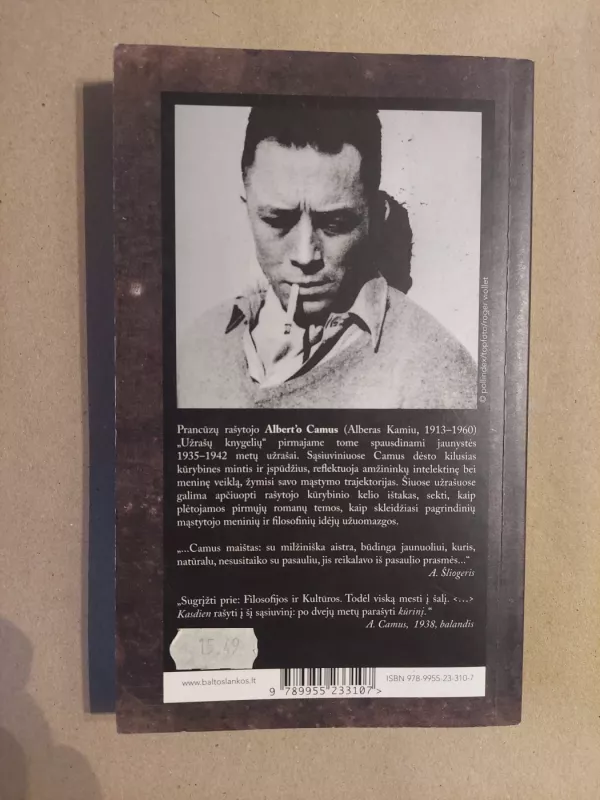 © pollindex/topfoto/roger viollet
Prancūzų rašytojo Albert'o Camus (Alberas Kamiu, 1913–1960)
„Užrašų knygelių“ pirmajame tome spausdinami jaunystės
1935–1942 metų užrašai. Sąsiuviniuose Camus dėsto kilusias
kūrybines mintis ir įspūdžius, reflektuoja amžininkų intelektinę bei
meninę veiklą, žymisi savo mąstymo trajektorijas. Šiuose užrašuose
galima apčiuopti rašytojo kūrybinio kelio ištakas, sekti, kaip
plėtojamos pirmųjų romanų temos, kaip skleidžiasi pagrindinių
mąstytojo meninių ir filosofinių idėjų užuomazgos.
„...Camus maištas: su milžiniška aistra, būdinga jaunuoliui, kuris,
natūralu, nesusitaiko su pasauliu, jis reikalavo iš pasaulio prasmės...“
A. Šliogeris
„Sugrįžti prie: Filosofijos ir Kultūros. Todėl viską mesti į šalį. <...>
Kasdien rašyti į šį sąsiuvinį: po dvejų metų parašyti kūrinį.“
A. Camus, 1938, balandis
15.49
www.baltoslankos.lt
ISBN 978-9955-23-310-7
9 789955 233107 >